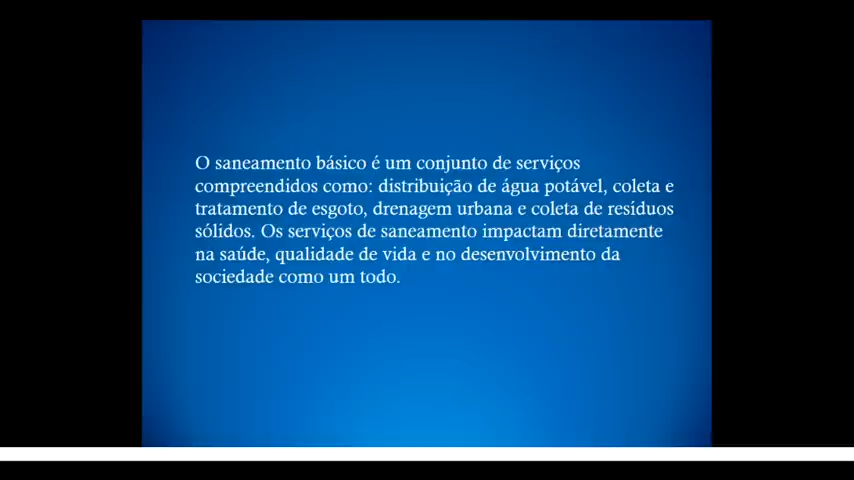 O saneamento básico é um conjunto de serviços
compreendidos como: distribuição de água potável, coleta e
tratamento de esgoto, drenagem urbana e coleta de resíduos
sólidos. Os serviços de saneamento impactam diretamente
na saúde, qualidade de vida e no desenvolvimento da
sociedade como um todo.